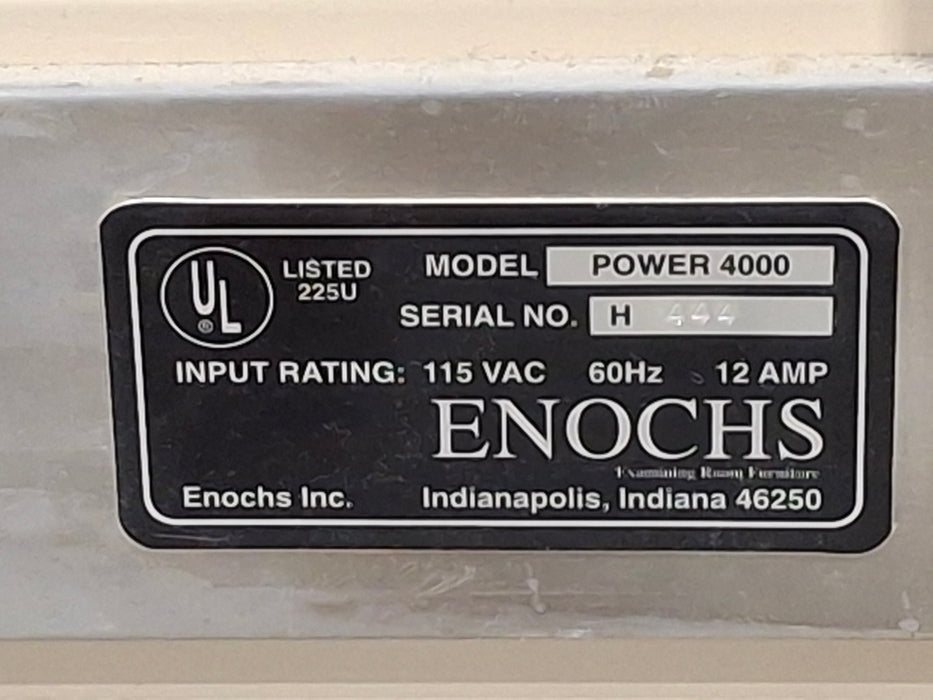 UL
®
LISTED
225U
MODEL POWER 4000
SERIAL NO. H 444
INPUT RATING: 115 VAC 60Hz 12 AMP
ENOCHS
Examining Room Furniture
Enochs Inc. Indianapolis, Indiana 46250